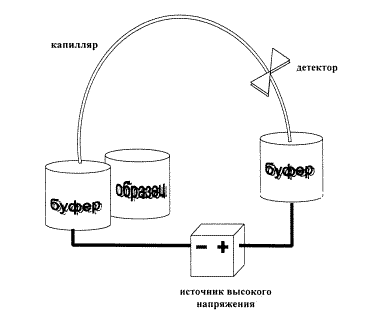 капилляр
детектор
буфер
образец
буфер
- +
источник высокого
напряжения